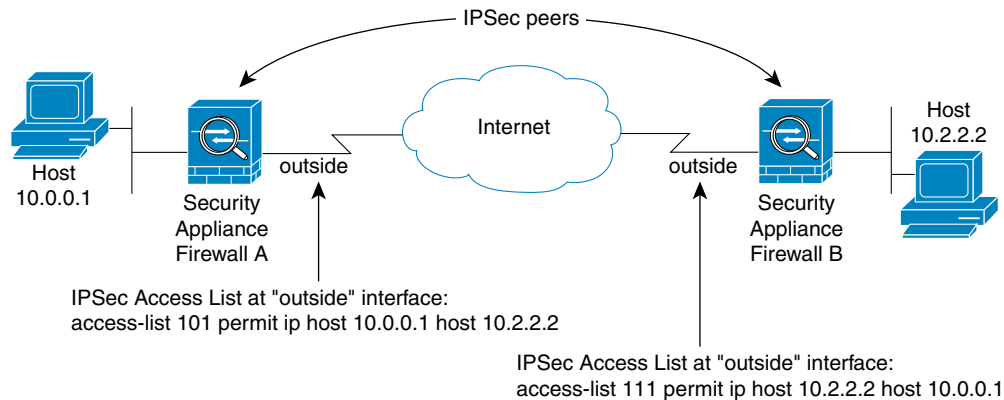 IPSec peers
Internet
Host
10.0.0.1
outside
Security
Appliance
Firewall A
outside
Security
Appliance
Firewall B
Host
10.2.2.2
IPSec Access List at "outside" interface:
access-list 101 permit ip host 10.0.0.1 host 10.2.2.2
IPSec Access List at "outside" interface:
access-list 111 permit ip host 10.2.2.2 host 10.0.0.1